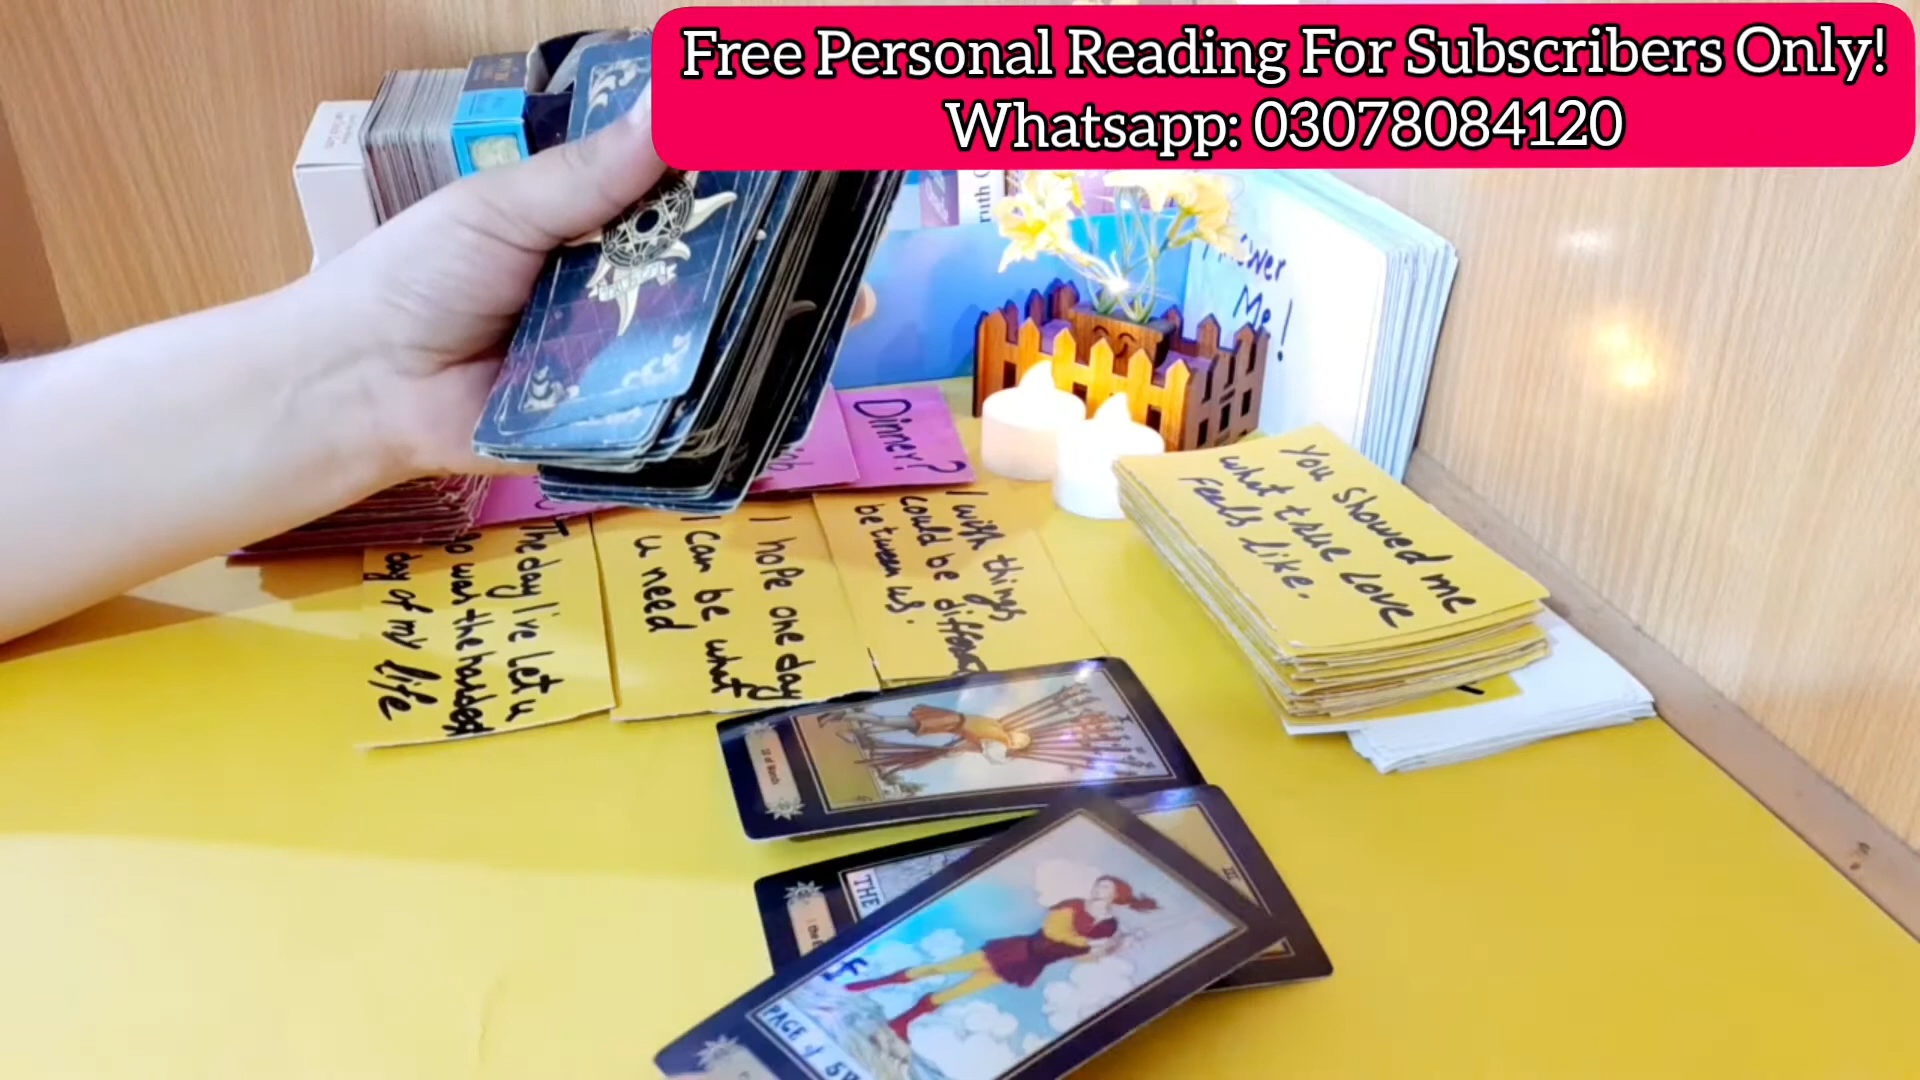 Free Personal Reading For Subscribers Only!
Whatsapp: 03078084120
Me!
Dinner?
You Showed me
what true Love
Feels Like.
I wish things
could be different
between us.
I hope one day
I can be what
u need
The day I've let u
go was the hardest
day of my life
III
THE
PAGE of